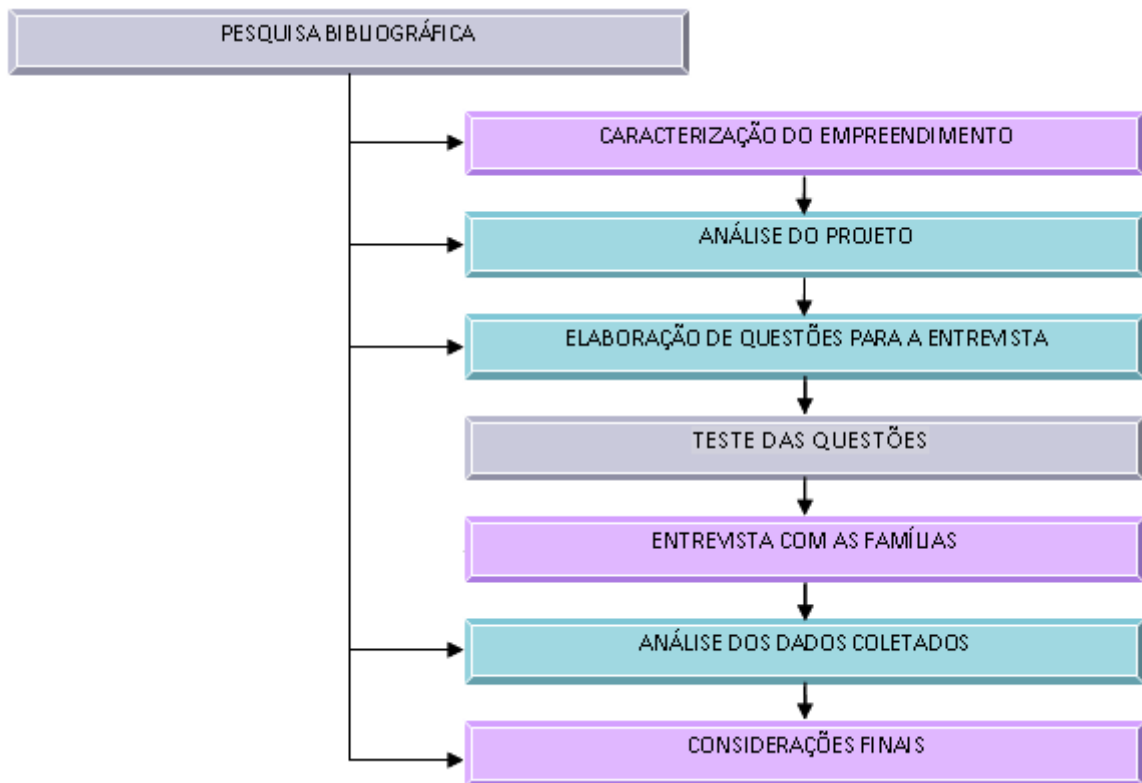 PESQUISA BIBLIOGRÁFICA
CARACTERIZAÇÃO DO EMPREENDIMENTO
ANÁLISE DO PROJETO
ELABORAÇÃO DE QUESTÕES PARA A ENTREVISTA
TESTE DAS QUESTÕES
ENTREVISTA COM AS FAMÍLIAS
ANÁLISE DOS DADOS COLETADOS
CONSIDERAÇÕES FINAIS